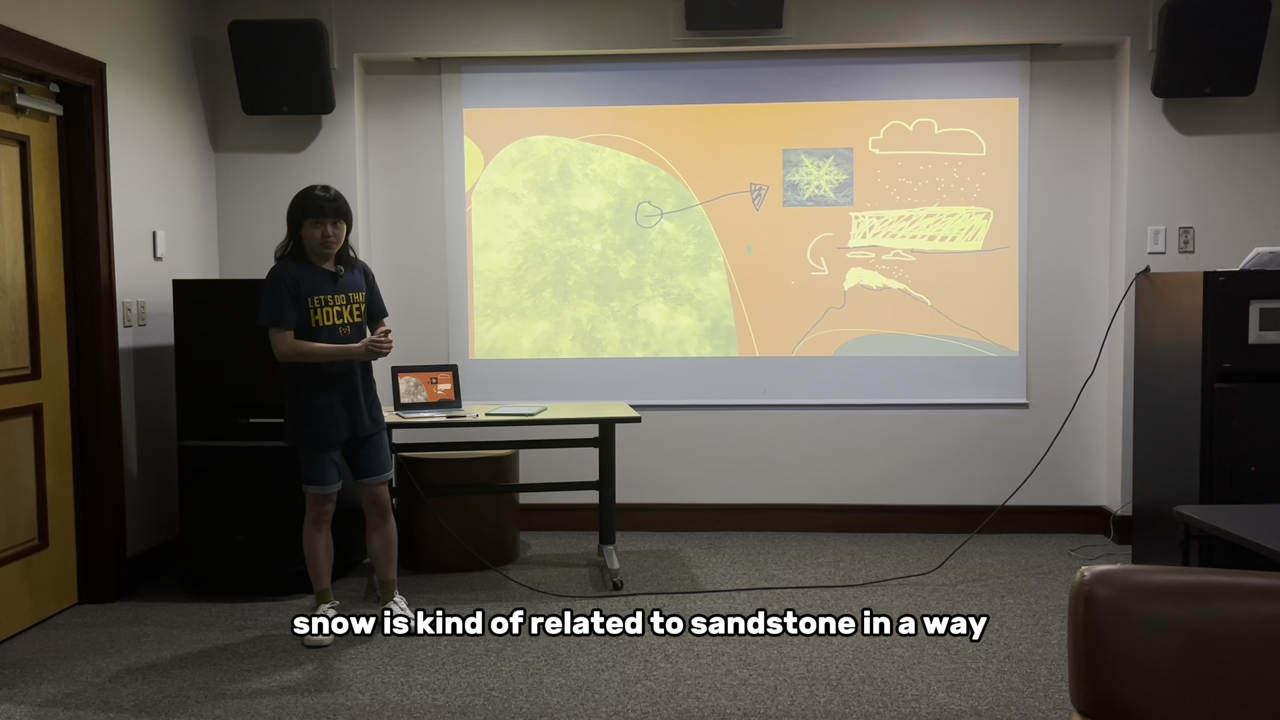 LET'S DO THAT
HOCKEY
snow is kind of related to sandstone in a way